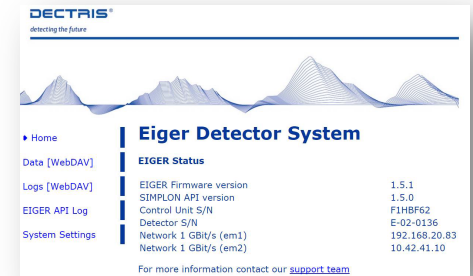 DECTRIS®
detecting the future
Home
Data [WebDAV]
Logs [WebDAV]
EIGER API Log
System Settings
Eiger Detector System
EIGER Status
EIGER Firmware version 1.5.1
SIMPLON API version 1.5.0
Control Unit S/N F1HBF62
Detector S/N E-02-0136
Network 1 GBit/s (em1) 192.168.20.83
Network 1 GBit/s (em2) 10.42.41.10
For more information contact our support team